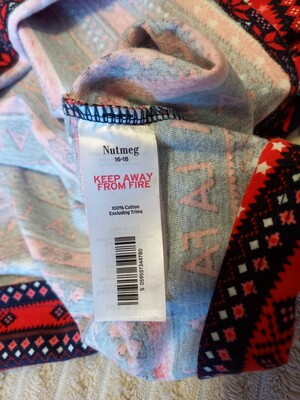 Nutmeg
16-18
KEEP AWAY
FROM FIRE
100% Cotton
Excluding Trims